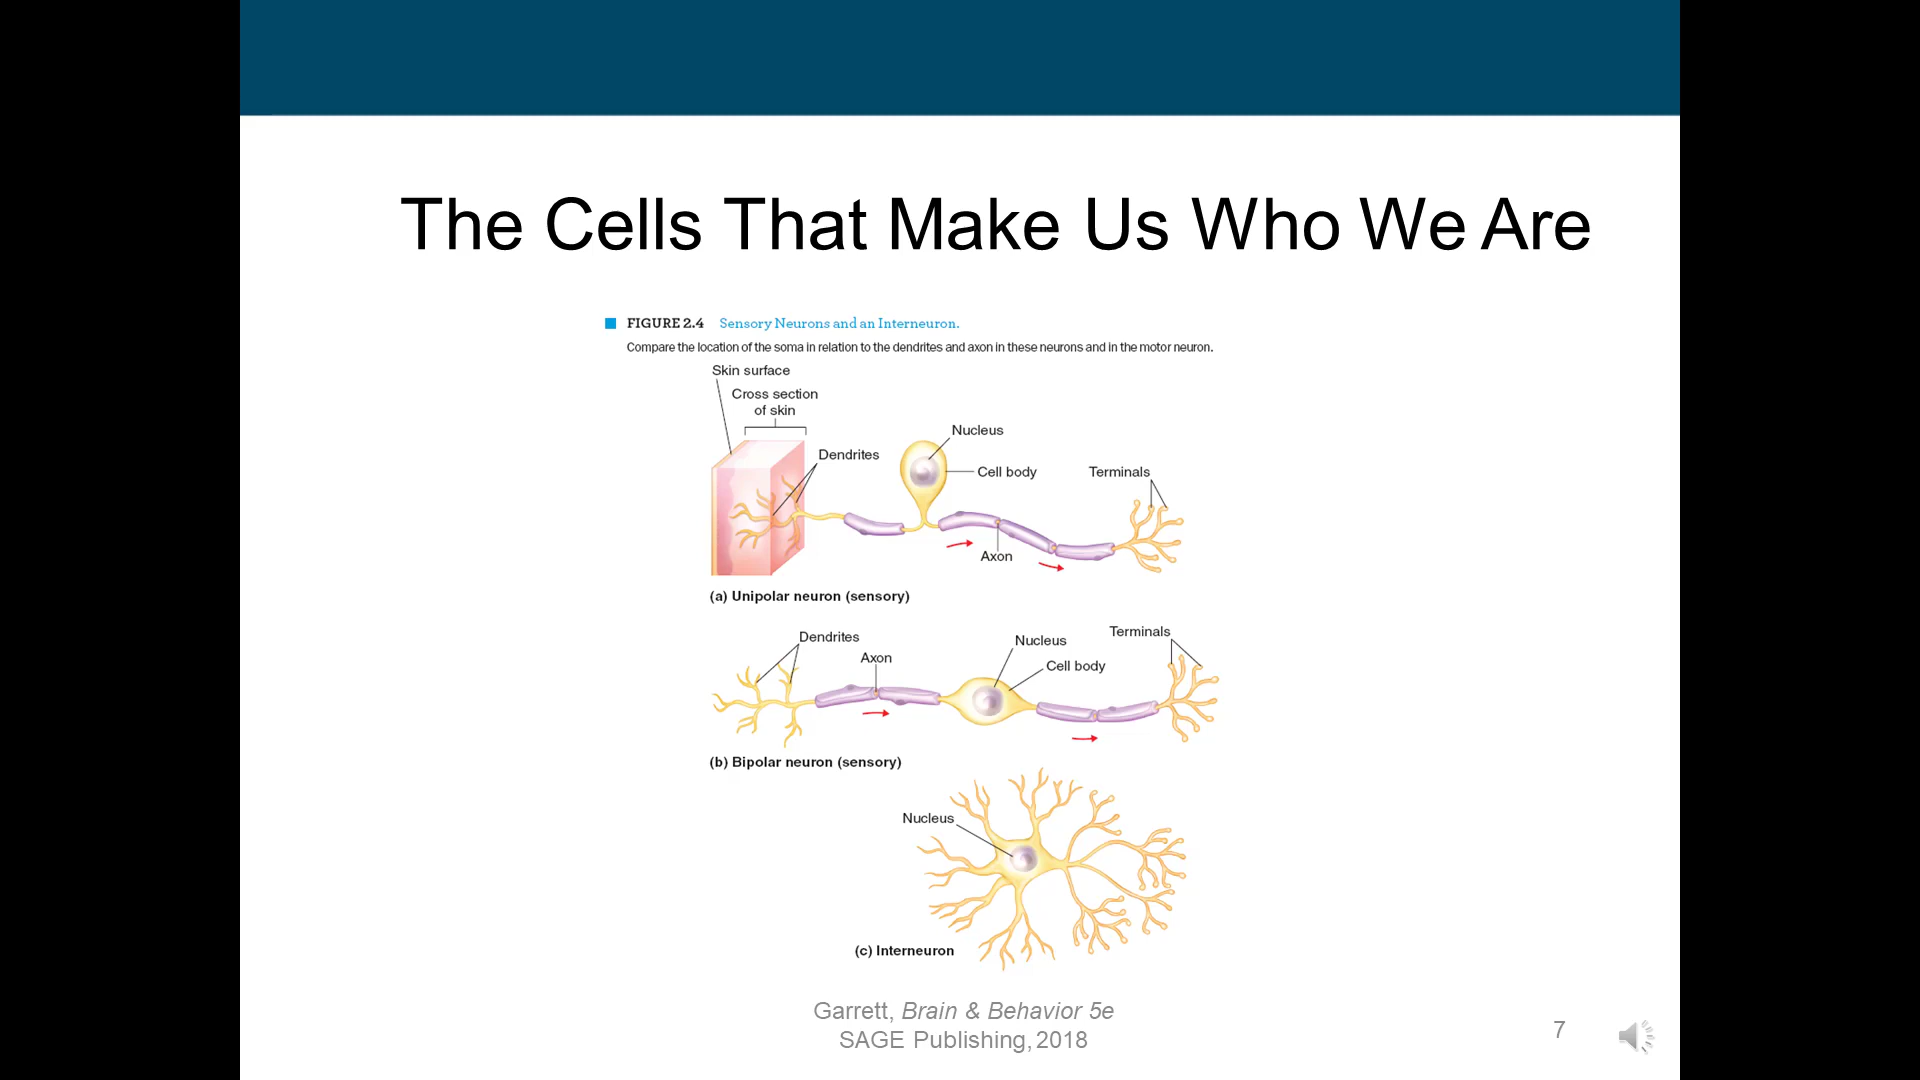 The Cells That Make Us Who We Are
FIGURE 2.4 Sensory Neurons and an Interneuron.
Compare the location of the soma in relation to the dendrites and axon in these neurons and in the motor neuron.
Skin surface
Cross section
of skin
Nucleus
Dendrites
Cell body
Terminals
Axon
(a) Unipolar neuron (sensory)
Dendrites
Axon
Nucleus
Cell body
Terminals
(b) Bipolar neuron (sensory)
Nucleus
(c) Interneuron
Garrett, Brain & Behavior 5e
SAGE Publishing, 2018
7